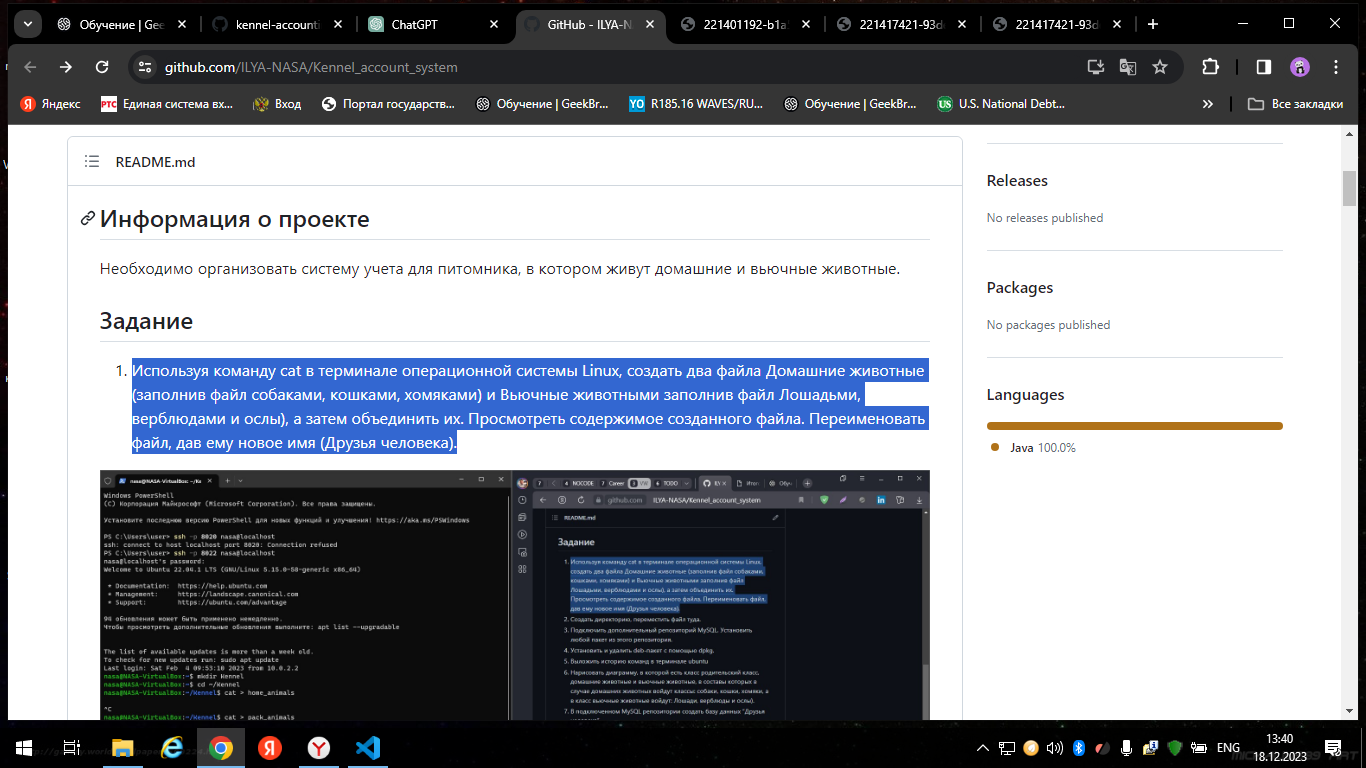 Обучение | Gee
kennel-accounti
ChatGPT
GitHub - ILYA-N
221401192-b1a
221417421-93d
221417421-93d
github.com/ILYA-NASA/Kennel_account_system
Яндекс
Единая система вх...
Вход
Портал государств...
Обучение | GeekBr...
R185.16 WAVES/RU...
Обучение | GeekBr...
U.S. National Debt...
»
Все закладки
README.md
Информация о проекте
Необходимо организовать систему учета для питомника, в котором живут домашние и вьючные животные.
Задание
1. Используя команду cat в терминале операционной системы Linux, создать два файла Домашние животные
(заполнив файл собаками, кошками, хомяками) и Вьючные животными заполнив файл Лошадьми,
верблюдами и ослы), а затем объединить их. Просмотреть содержимое созданного файла. Переименовать
файл, дав ему новое имя (Друзья человека).
Releases
No releases published
Packages
No packages published
Languages
Java 100.0%
nasa@NASA-VirtualBox: ~/Ke
Windows PowerShell
(C) Корпорация Майкрософт (Microsoft Corporation). Все права защищены.
Установите последнюю версию PowerShell для новых функций и улучшения! https://aka.ms/PSWindows
PS C:\Users\user> ssh -p 8020 nasa@localhost
ssh: connect to host localhost port 8020: Connection refused
PS C:\Users\user> ssh -p 8022 nasa@localhost
nasa@localhost's password:
Welcome to Ubuntu 22.04.1 LTS (GNU/Linux 5.15.0-58-generic x86_64)
* Documentation: https://help.ubuntu.com
* Management: https://landscape.canonical.com
* Support: https://ubuntu.com/advantage
98 обновления может быть применено немедленно.
Чтобы просмотреть дополнительные обновления выполните: apt list --upgradable
The list of available updates is more than a week old.
To check for new updates run: sudo apt update
Last login: Sat Feb 4 09:53:10 2023 from 10.0.2.2
nasa@NASA-VirtualBox:~$ mkdir Kennel
nasa@NASA-VirtualBox:~$ cd ~/Kennel
nasa@NASA-VirtualBox:~/Kennel$ cat > home_animals
^C
nasa@NASA-VirtualBox:~/Kennel$ cat > pack_animals
NOCODE
Career
TODO
github.com ILYA-NASA/Kennel_account_system
README.md
Задание
1. Используя команду cat в терминале операционной системы Linux,
создать два файла Домашние животные (заполнив файл собаками,
кошками, хомяками) и Вьючными животными заполнив файл
Лошадьми, верблюдами и ослы), а затем объединить их.
Просмотреть содержимое созданного файла. Переименовать файл,
дав ему новое имя (Друзья человека).
2. Создать директорию, переместить файл туда.
3. Подключить дополнительный репозиторий MySQL. Установить
любой пакет из этого репозитория.
4. Установить и удалить deb-пакет с помощью dpkg.
5. Выложить историю команд в терминале ubuntu
6. Нарисовать диаграмму, в которой есть класс родительский класс,
домашние животные и вьючные животные, в составы которых в
случае домашних животных войдут классы: собаки, кошки, хомяки, а
в класс вьючные животные войдут: Лошади, верблюды и ослы).
7. В подключенном MySQL репозитории создать базу данных "Друзья
ENG
13:40
18.12.2023